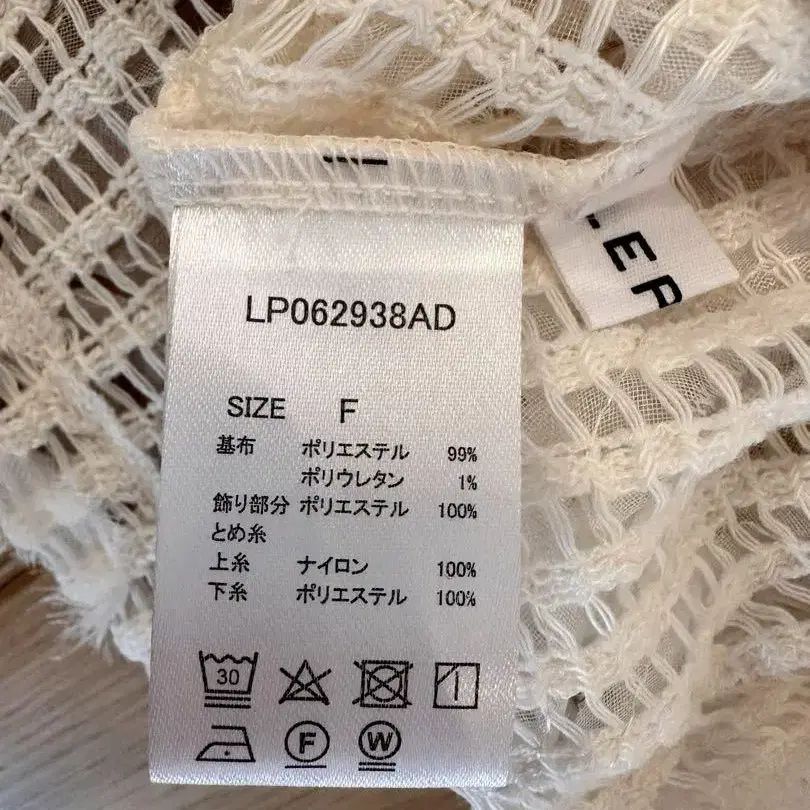 LER
LP062938AD
SIZE F
基布 ポリエステル 99%
ポリウレタン 1%
飾り部分 ポリエステル 100%
とめ糸
上糸 ナイロン 100%
下糸 ポリエステル 100%
30
F
W